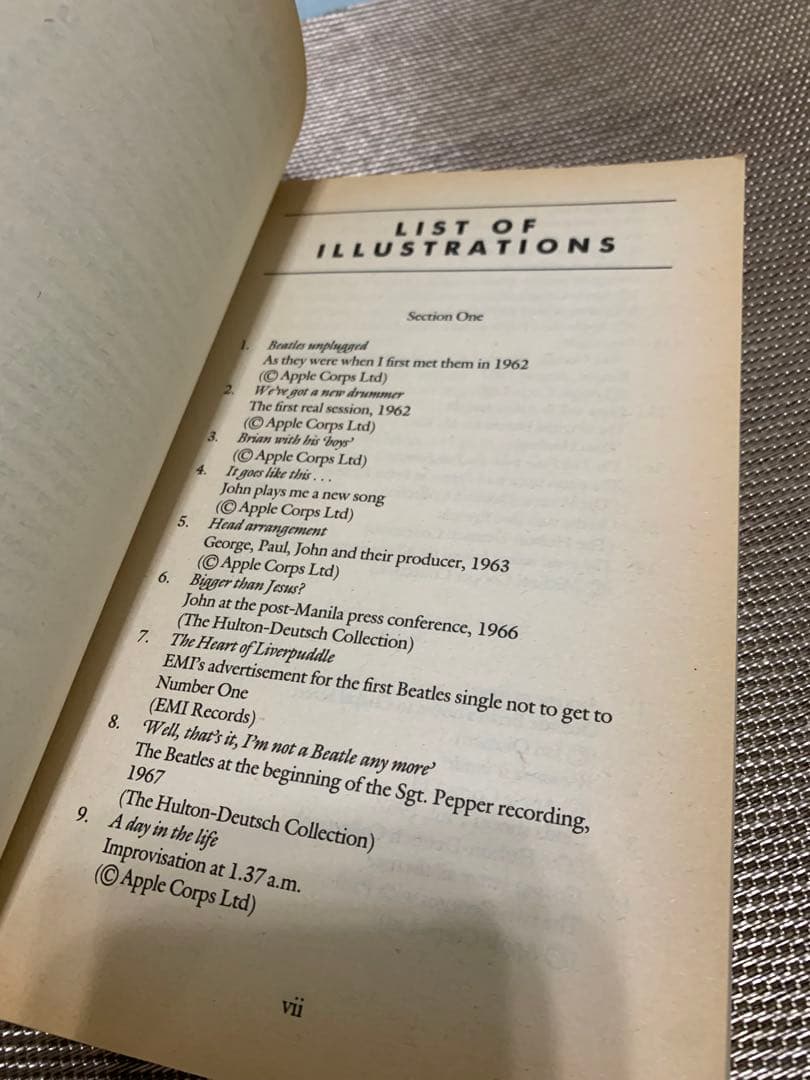 LIST OF
ILLUSTRATIONS
Section One
1. Beatles unplugged
As they were when I first met them in 1962
(© Apple Corps Ltd)
2. We've got a new drummer
The first real session, 1962
(© Apple Corps Ltd)
3. Brian with his 'boys'
(© Apple Corps Ltd)
4. It goes like this . . .
John plays me a new song
(© Apple Corps Ltd)
5. Head arrangement
George, Paul, John and their producer, 1963
(© Apple Corps Ltd)
6. Bigger than Jesus?
John at the post-Manila press conference, 1966
(The Hulton-Deutsch Collection)
7. The Heart of Liverpuddle
EMI's advertisement for the first Beatles single not to get to
Number One
(EMI Records)
8. 'Well, that's it, I'm not a Beatle any more'
The Beatles at the beginning of the Sgt. Pepper recording,
1967
(The Hulton-Deutsch Collection)
9. A day in the life
Improvisation at 1.37 a.m.
(© Apple Corps Ltd)
vii